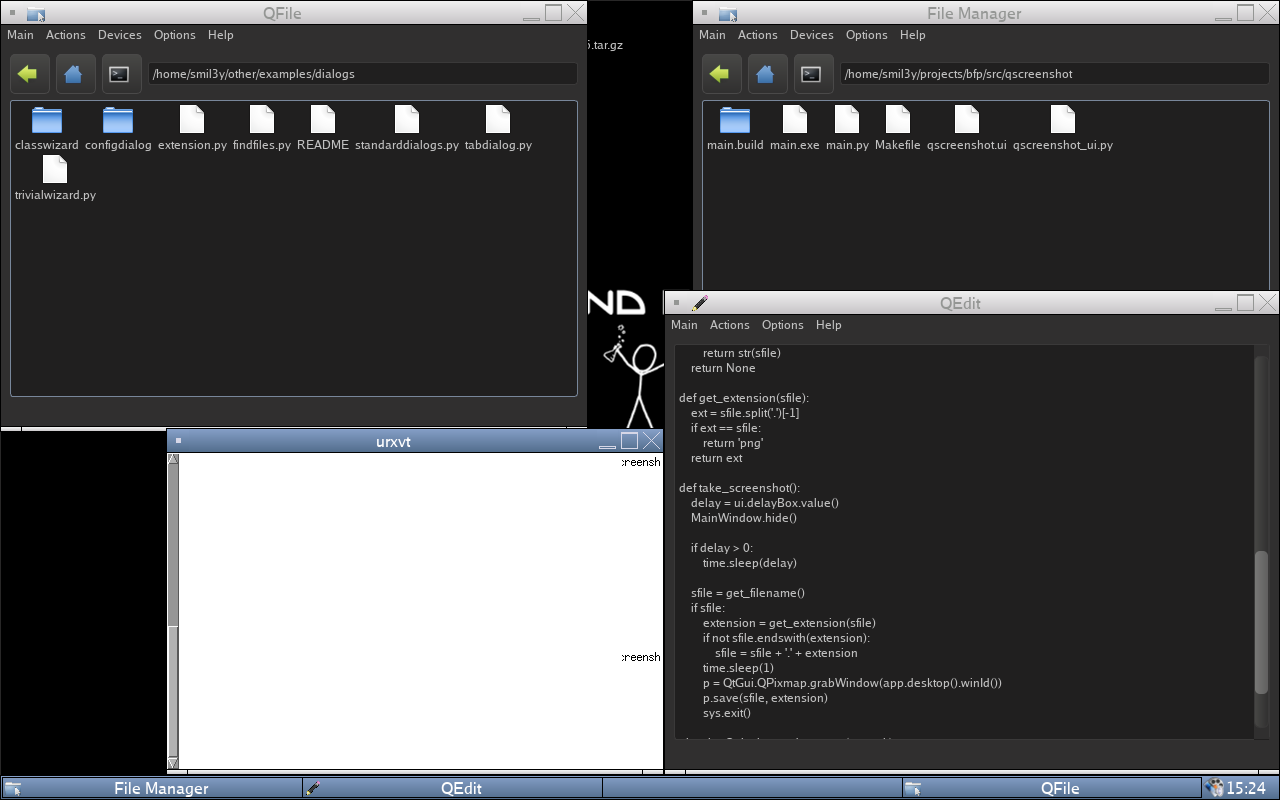 QFile
Main Actions Devices Options Help
/home/smil3y/other/examples/dialogs
classwizard configdialog extension.py findfiles.py README standarddialogs.py tabdialog.py
trivialwizard.py
.tar.gz
ND
File Manager
Main Actions Devices Options Help
/home/smil3y/projects/bfp/src/qscreenshot
main.build main.exe main.py Makefile qscreenshot.ui qscreenshot_ui.py
QEdit
Main Actions Options Help
return str(sfile)
return None
def get_extension(sfile):
ext = sfile.split('.')[-1]
if ext == sfile:
return 'png'
return ext
def take_screenshot():
delay = ui.delayBox.value()
MainWindow.hide()
if delay > 0:
time.sleep(delay)
sfile = get_filename()
if sfile:
extension = get_extension(sfile)
if not sfile.endswith(extension):
sfile = sfile + '.' + extension
time.sleep(1)
p = QtGui.QPixmap.grabWindow(app.desktop().winId())
p.save(sfile, extension)
sys.exit()
urxvt
creensh
creensh
File Manager QEdit QFile 15:24